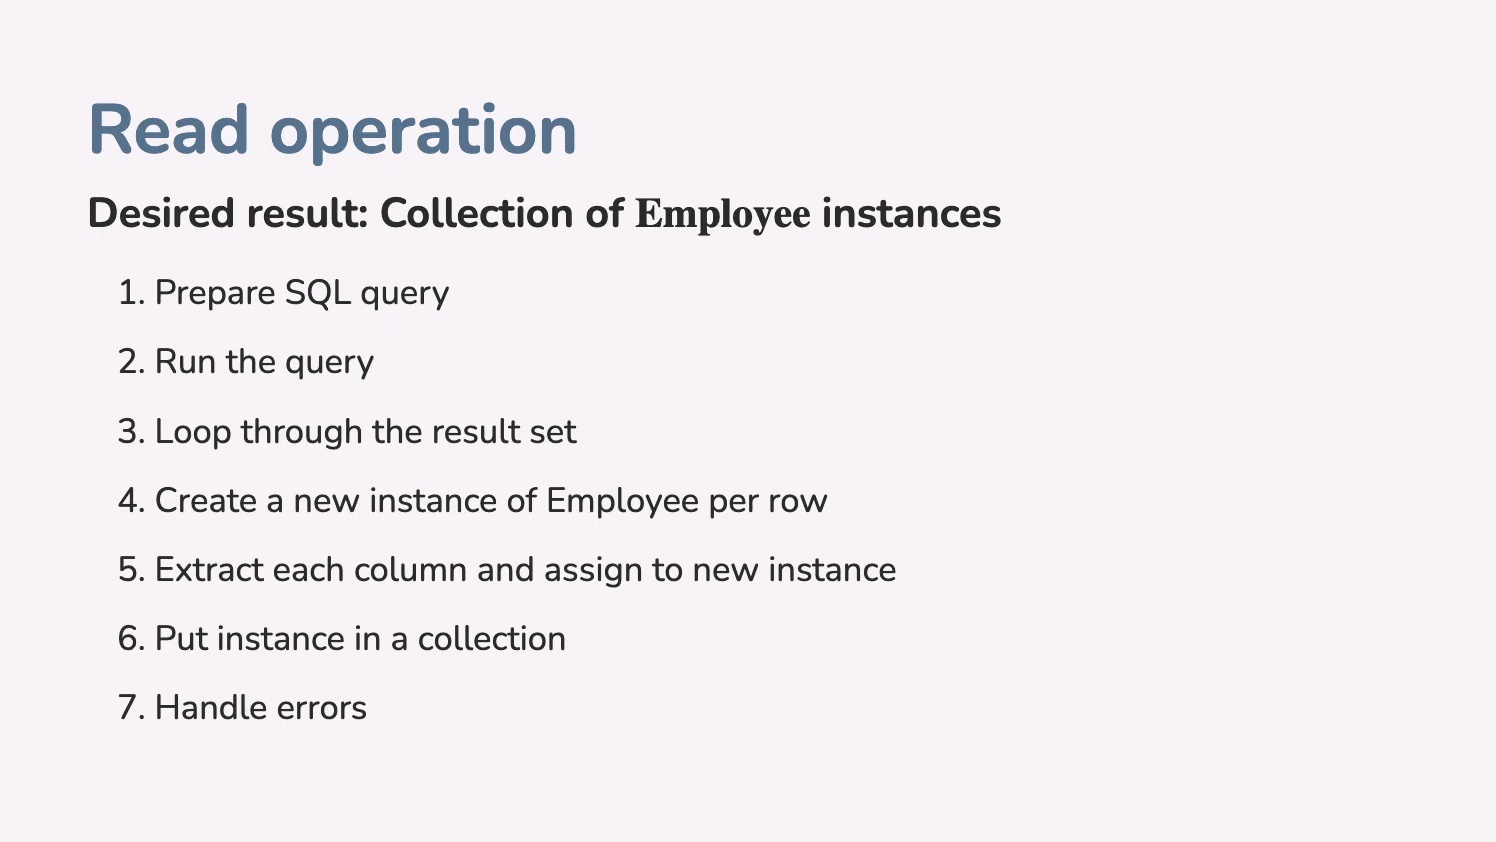 Read operation
Desired result: Collection of Employee instances
1. Prepare SQL query
2. Run the query
3. Loop through the result set
4. Create a new instance of Employee per row
5. Extract each column and assign to new instance
6. Put instance in a collection
7. Handle errors